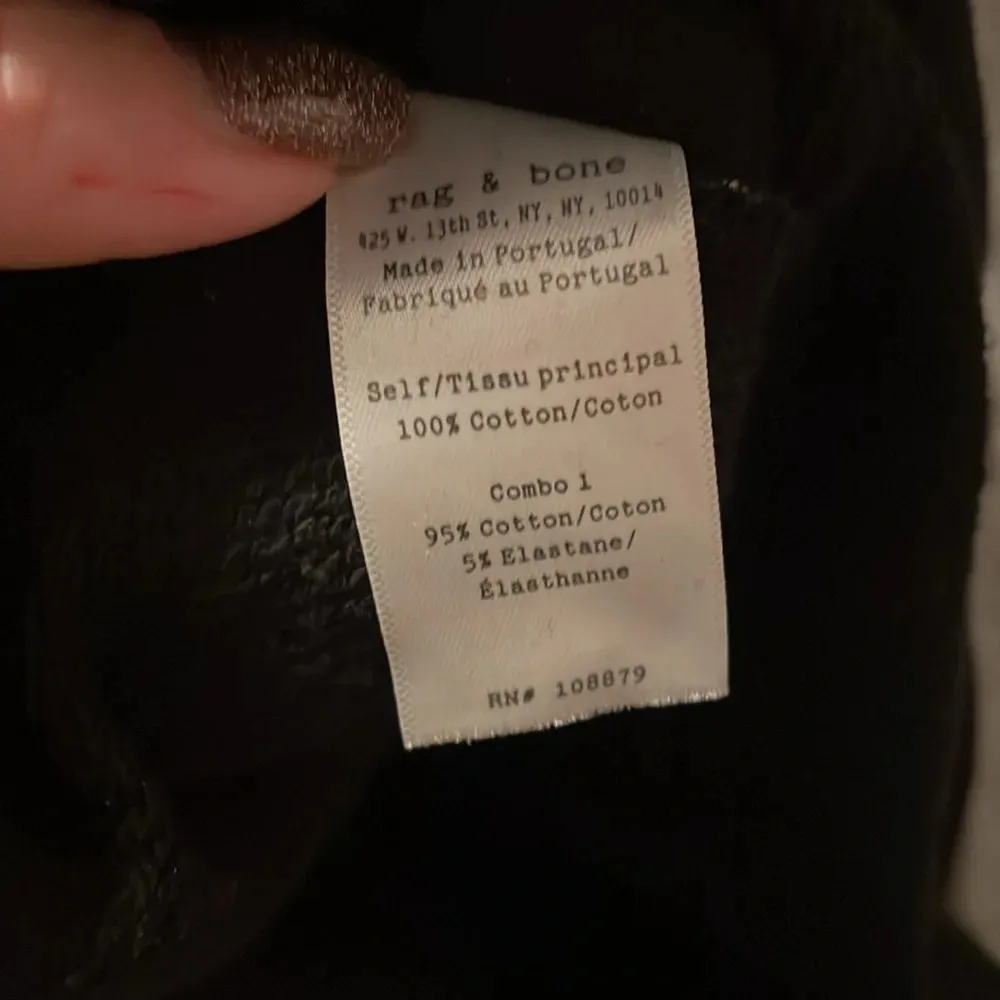 rag & bone
425 W. 13th St, NY, NY, 10014
Made in Portugal/
Fabriqué au Portugal
Self/Tissu principal
100% Cotton/Coton
Combo 1
95% Cotton/Coton
5% Elastane/
Élasthanne
RN# 108879